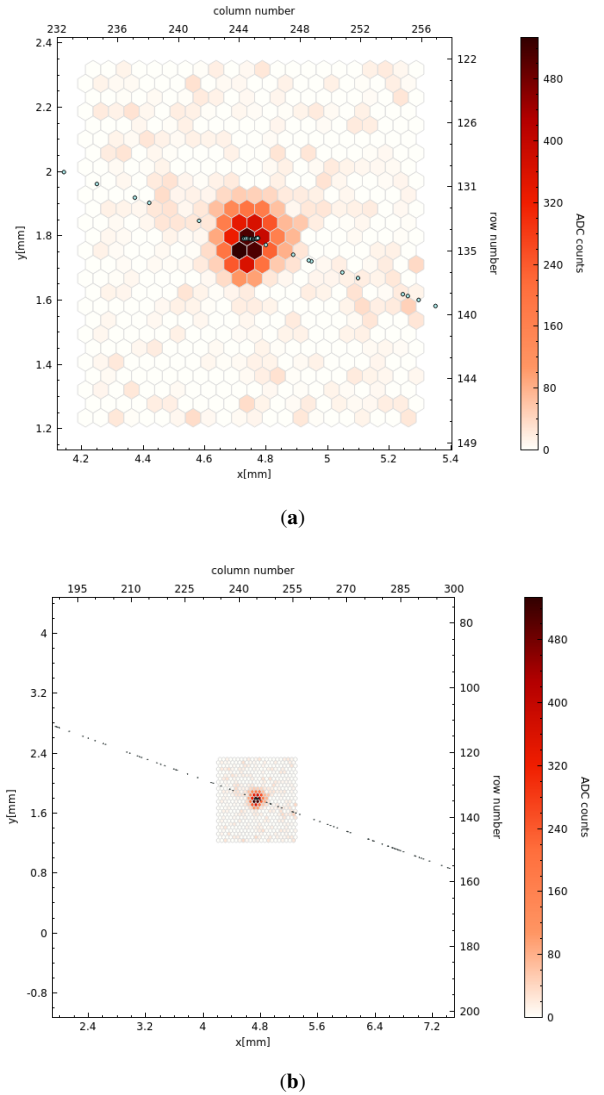 column number
232 236 240 244 248 252 256
2.4
2.2
2
1.8
1.6
1.4
1.2
y[mm]
122
126
131
135
140
144
149
row number
4.2 4.4 4.6 4.8 5 5.2 5.4
x[mm]
480
400
320
240
160
80
0
ADC counts
(a)
column number
195 210 214 234 240 255 260 276 285 291 300
4
3.2
2.4
1.6
0.8
0
-0.8
y[mm]
80
100
120
140
160
180
200
row number
2.4 3.2 4 4.8 5.6 6.4 7.2
x[mm]
480
400
320
240
160
80
0
ADC counts
(b)